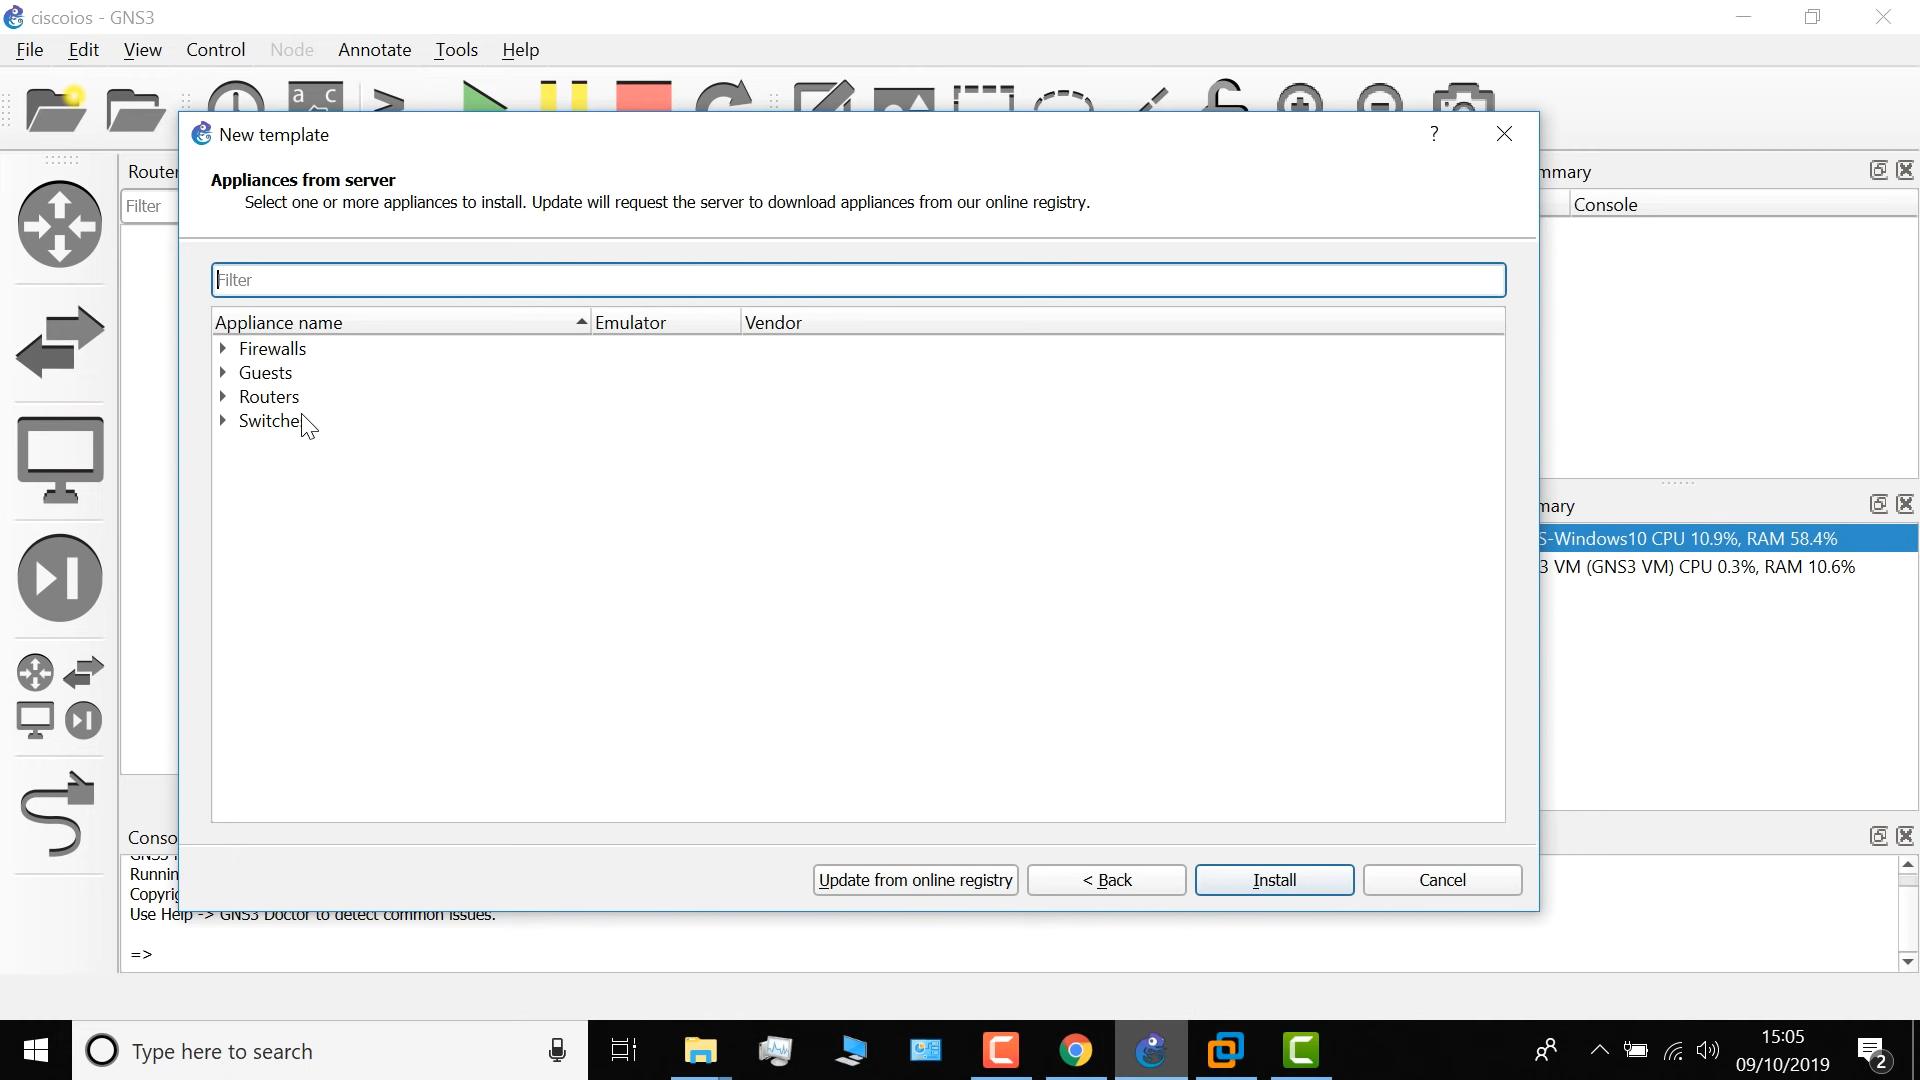 ciscoios - GNS3
File Edit View Control Node Annotate Tools Help
a c
New template
?
Appliances from server
Select one or more appliances to install. Update will request the server to download appliances from our online registry.
Router
mmary
Filter
Console
Filter
Appliance name Emulator Vendor
Firewalls
Guests
Routers
Switche
mary
S-Windows10 CPU 10.9%, RAM 58.4%
3 VM (GNS3 VM) CPU 0.3%, RAM 10.6%
Conso
Update from online registry < Back Install Cancel
Runnin
Copyrig
Use Help -> GNS3 Doctor to detect common issues.
=>
Type here to search
15:05
09/10/2019
2